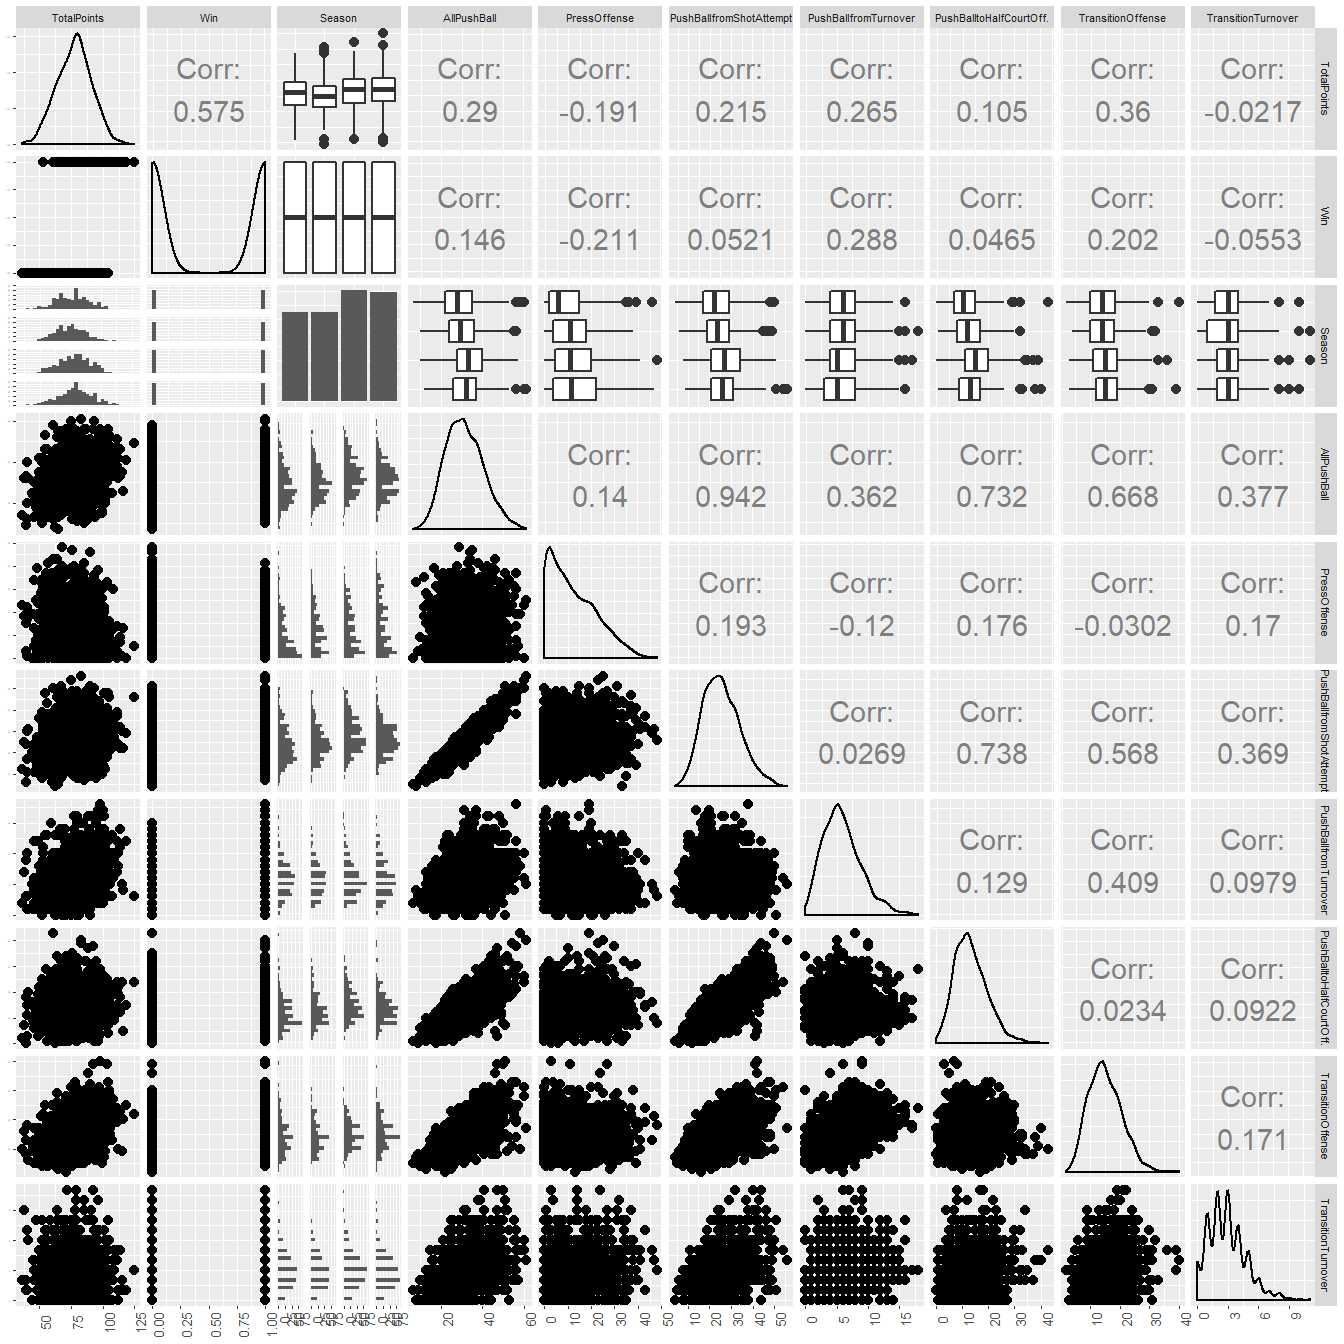 TotalPoints Win Season AllPushBall PressOffense PushBallfromShotAttempt PushBallfromTurnover PushBalltoHalfCourtOff. TransitionOffense TransitionTurnover
Corr: Corr: Corr: Corr: Corr: Corr: Corr: Corr:
0.575 0.29 -0.191 0.215 0.265 0.105 0.36 -0.0217
TotalPoints
Corr: Corr: Corr: Corr: Corr: Corr: Corr:
0.146 -0.211 0.0521 0.288 0.0465 0.202 -0.0553
Win
Season
Corr: Corr: Corr: Corr: Corr: Corr:
0.14 0.942 0.362 0.732 0.668 0.377
AllPushBall
Corr: Corr: Corr: Corr: Corr:
0.193 -0.12 0.176 -0.0302 0.17
PressOffense
Corr: Corr: Corr: Corr:
0.0269 0.738 0.568 0.369
PushBallfromShotAttempt
Corr: Corr: Corr:
0.129 0.409 0.0979
PushBallfromTurnover
Corr: Corr:
0.0234 0.0922
PushBalltoHalfCourtOff.
Corr:
0.171
TransitionOffense
TransitionTurnover
50 75 100 125 0.00 0.25 0.50 0.75 1.00 20 40 60 0 10 20 30 40 50 10 20 30 40 50 0 5 10 15 0 10 20 30 40 0 10 20 30 40 0 3 6 9